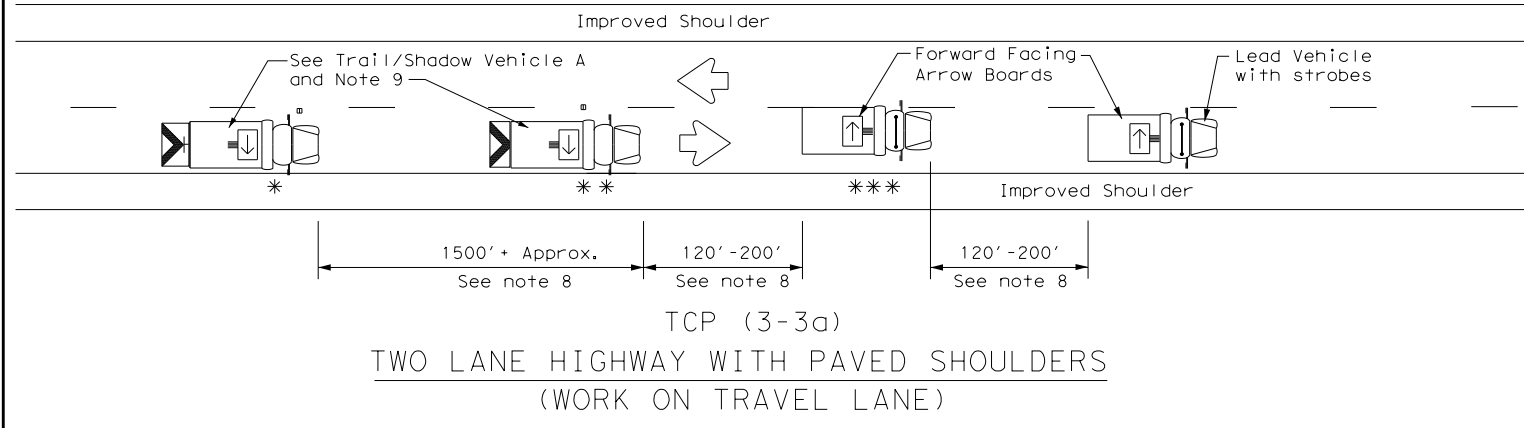 Improved Shoulder
See Trail/Shadow Vehicle A
and Note 9
Forward Facing
Arrow Boards
Lead Vehicle
with strobes
*
* *
***
Improved Shoulder
1500'+ Approx.
See note 8
120'-200'
See note 8
120'-200'
See note 8
TCP (3-3a)
TWO LANE HIGHWAY WITH PAVED SHOULDERS
(WORK ON TRAVEL LANE)